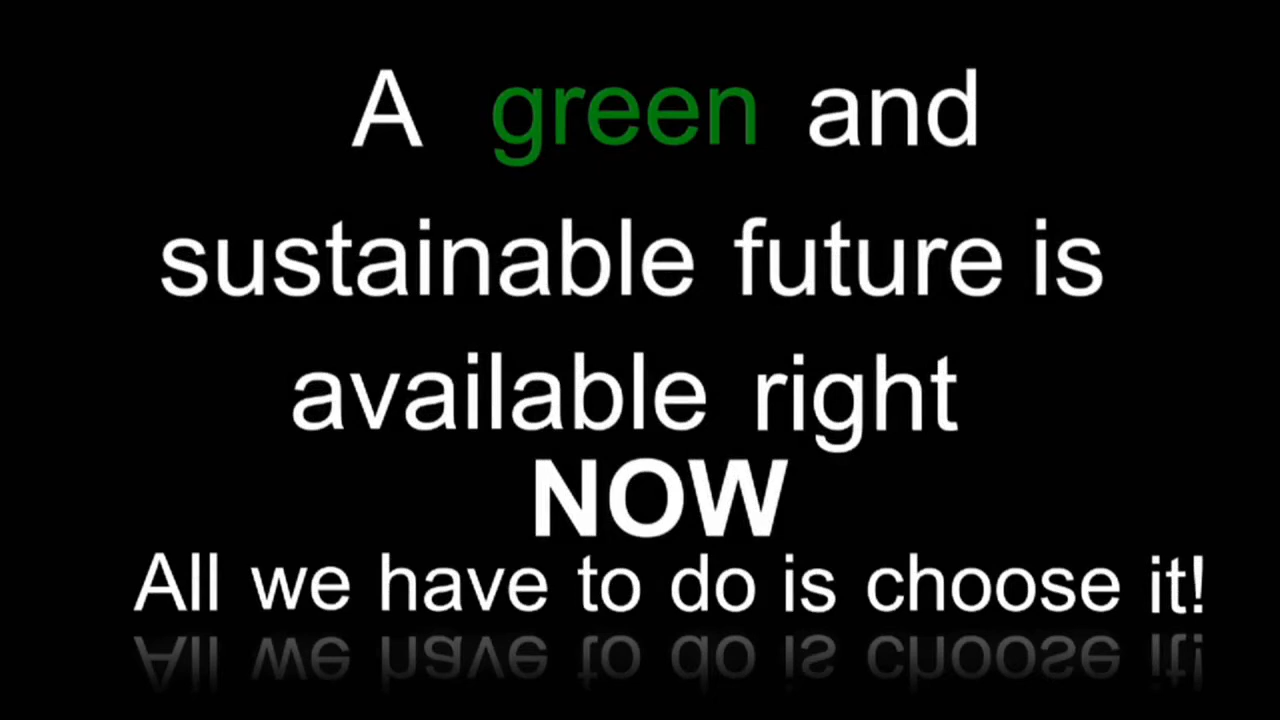 A green and
sustainable future is
available right
NOW
All we have to do is choose it!